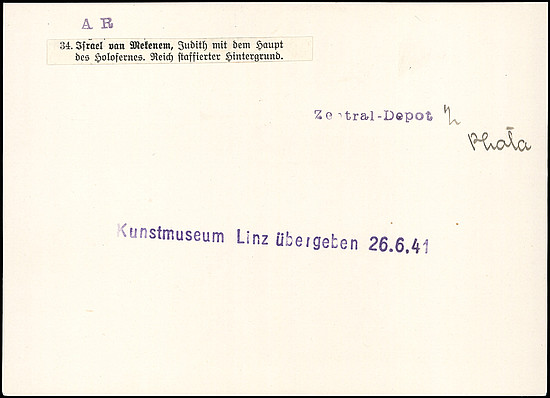 A R
34. Israel van Mekenem, Judith mit dem Haupt
des Holofernes. Reich staffierter Hintergrund.
Zentral-Depot
Kunstmuseum Linz übergeben 26.6.41